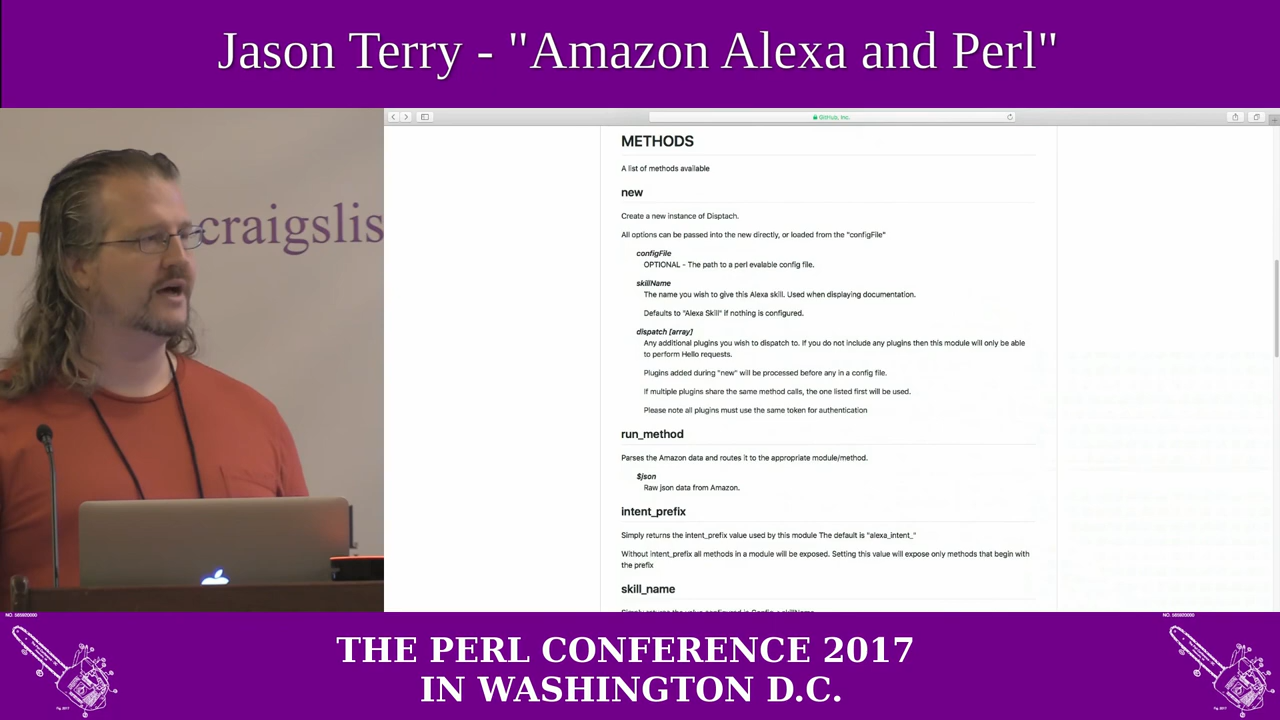 Jason Terry - "Amazon Alexa and Perl"
craigslis
GitHub, Inc.
METHODS
A list of methods available
new
Create a new instance of Disptach.
All options can be passed into the new directly, or loaded from the "configFile"
configFile
OPTIONAL - The path to a perl evalable config file.
skillName
The name you wish to give this Alexa skill. Used when displaying documentation.
Defaults to "Alexa Skill" if nothing is configured.
dispatch [array]
Any additional plugins you wish to dispatch to. If you do not include any plugins then this module will only be able
to perform Hello requests.
Plugins added during "new" will be processed before any in a config file.
If multiple plugins share the same method calls, the one listed first will be used.
Please note all plugins must use the same token for authentication
run_method
Parses the Amazon data and routes it to the appropriate module/method.
$json
Raw json data from Amazon.
intent_prefix
Simply returns the intent_prefix value used by this module The default is "alexa_intent_"
Without intent_prefix all methods in a module will be exposed. Setting this value will expose only methods that begin with
the prefix
skill_name
THE PERL CONFERENCE 2017
IN WASHINGTON D.C.